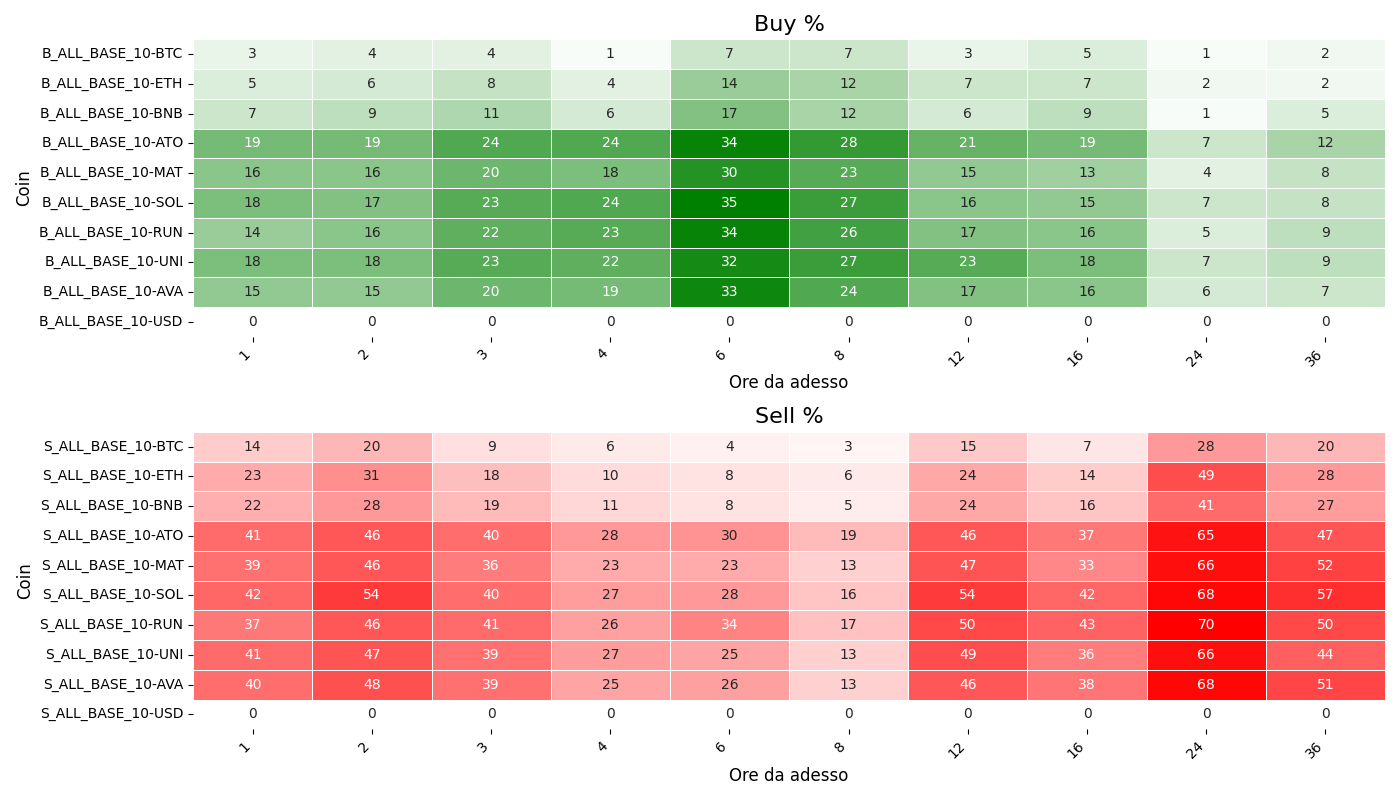 Buy %
Coin
B_ALL_BASE_10-BTC 3 4 4 1 7 7 3 5 1 2
B_ALL_BASE_10-ETH 5 6 8 4 14 12 7 7 2 2
B_ALL_BASE_10-BNB 7 9 11 6 17 12 6 9 1 5
B_ALL_BASE_10-ATO 19 19 24 24 34 28 21 19 7 12
B_ALL_BASE_10-MAT 16 16 20 18 30 23 15 13 4 8
B_ALL_BASE_10-SOL 18 17 23 24 35 27 16 15 7 8
B_ALL_BASE_10-RUN 14 16 22 23 34 26 17 16 5 9
B_ALL_BASE_10-UNI 18 18 23 22 32 27 23 18 7 9
B_ALL_BASE_10-AVA 15 15 20 19 33 24 17 16 6 7
B_ALL_BASE_10-USD 0 0 0 0 0 0 0 0 0 0
1 2 3 4 6 8 12 16 24 36
Ore da adesso
Sell %
Coin
S_ALL_BASE_10-BTC 14 20 9 6 4 3 15 7 28 20
S_ALL_BASE_10-ETH 23 31 18 10 8 6 24 14 49 28
S_ALL_BASE_10-BNB 22 28 19 11 8 5 24 16 41 27
S_ALL_BASE_10-ATO 41 46 40 28 30 19 46 37 65 47
S_ALL_BASE_10-MAT 39 46 36 23 23 13 47 33 66 52
S_ALL_BASE_10-SOL 42 54 40 27 28 16 54 42 68 57
S_ALL_BASE_10-RUN 37 46 41 26 34 17 50 43 70 50
S_ALL_BASE_10-UNI 41 47 39 27 25 13 49 36 66 44
S_ALL_BASE_10-AVA 40 48 39 25 26 13 46 38 68 51
S_ALL_BASE_10-USD 0 0 0 0 0 0 0 0 0 0
1 2 3 4 6 8 12 16 24 36
Ore da adesso